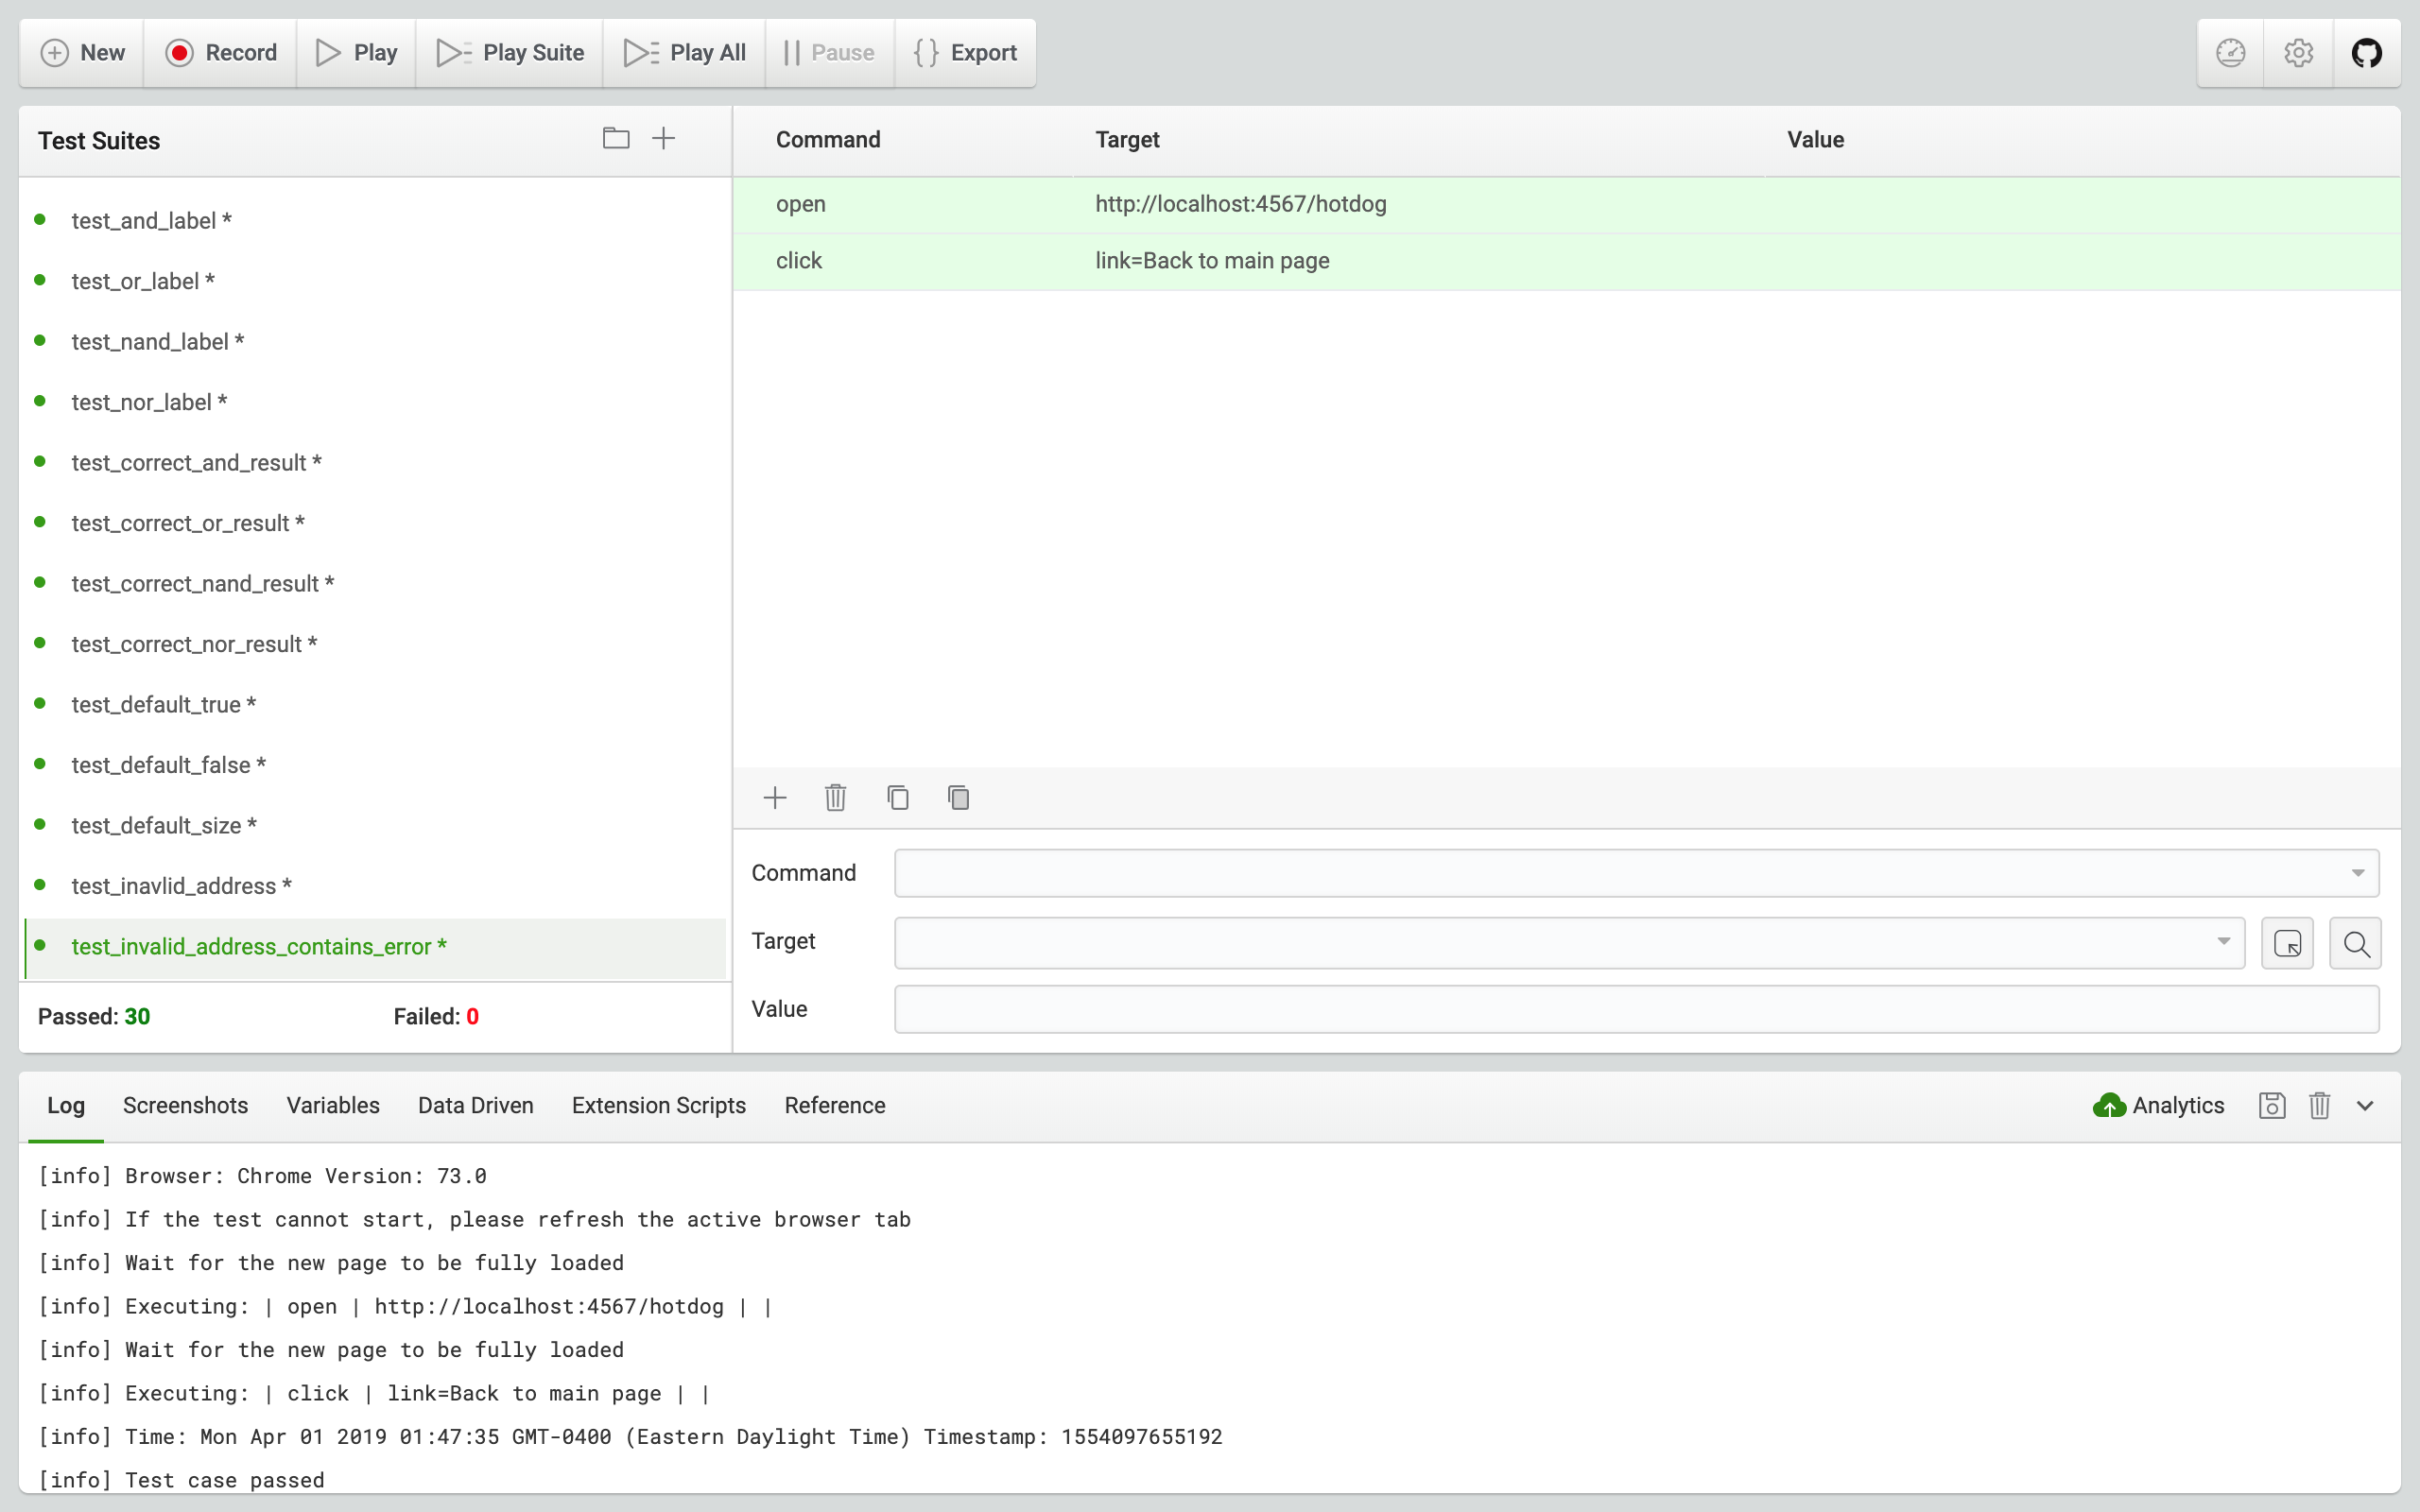 New Record Play Play Suite Play All Pause Export
Test Suites
test_and_label *
test_or_label *
test_nand_label *
test_nor_label *
test_correct_and_result *
test_correct_or_result *
test_correct_nand_result *
test_correct_nor_result *
test_default_true *
test_default_false *
test_default_size *
test_inavlid_address *
test_invalid_address_contains_error *
Passed: 30 Failed: 0
Command Target Value
open http://localhost:4567/hotdog
click link=Back to main page
Command
Target
Value
Log Screenshots Variables Data Driven Extension Scripts Reference Analytics
[info] Browser: Chrome Version: 73.0
[info] If the test cannot start, please refresh the active browser tab
[info] Wait for the new page to be fully loaded
[info] Executing: | open | http://localhost:4567/hotdog | |
[info] Wait for the new page to be fully loaded
[info] Executing: | click | link=Back to main page | |
[info] Time: Mon Apr 01 2019 01:47:35 GMT-0400 (Eastern Daylight Time) Timestamp: 1554097655192
[info] Test case passed